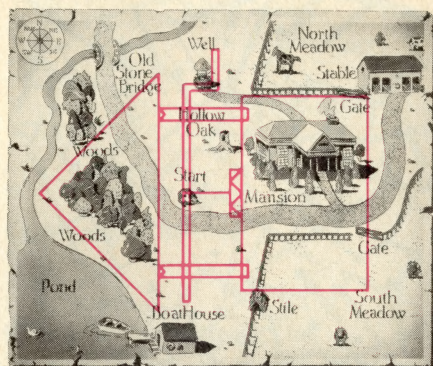 N
S
E
W
Old
Stone
Bridge
Well
North
Meadow
Stable
Woods
Hollow
Oak
Gate
Start
Mansion
Woods
Gate
Pond
BoatHouse
Stile
South
Meadow